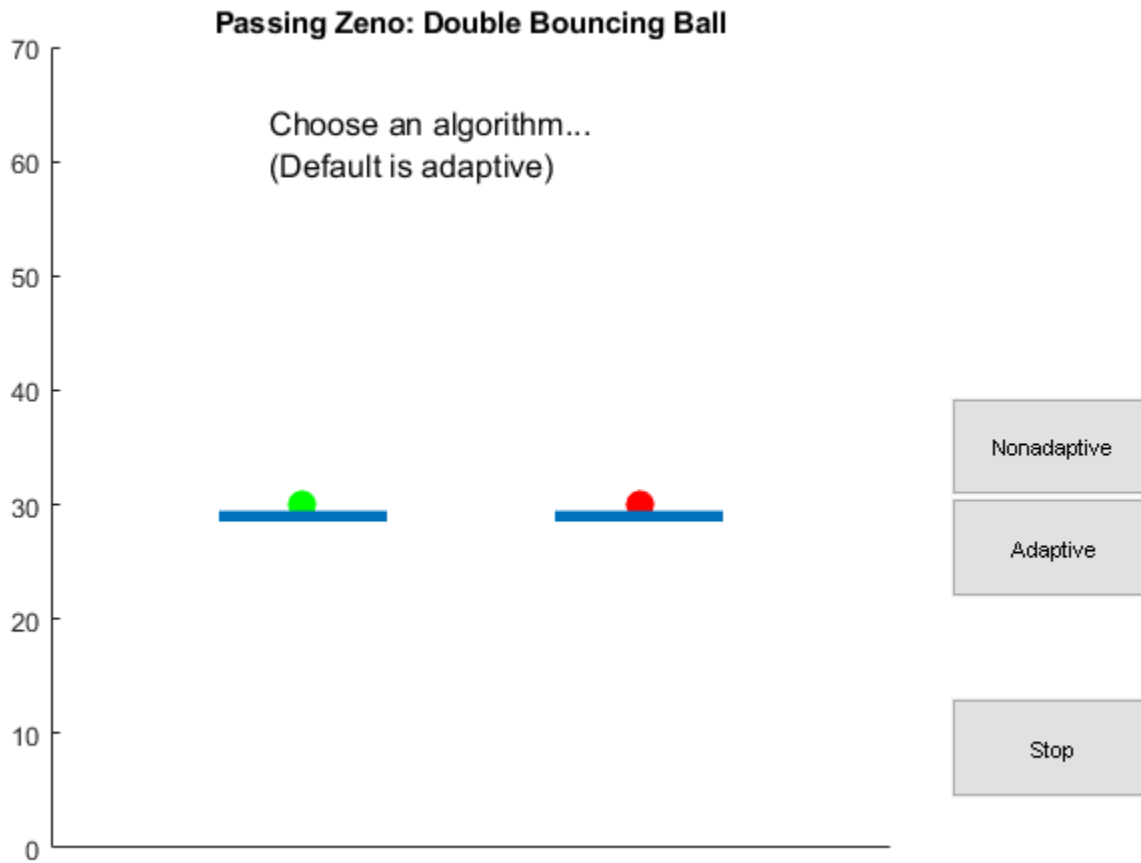 Passing Zeno: Double Bouncing Ball
70
Choose an algorithm...
(Default is adaptive)
60
50
40
30
20
10
0
Nonadaptive
Adaptive
Stop